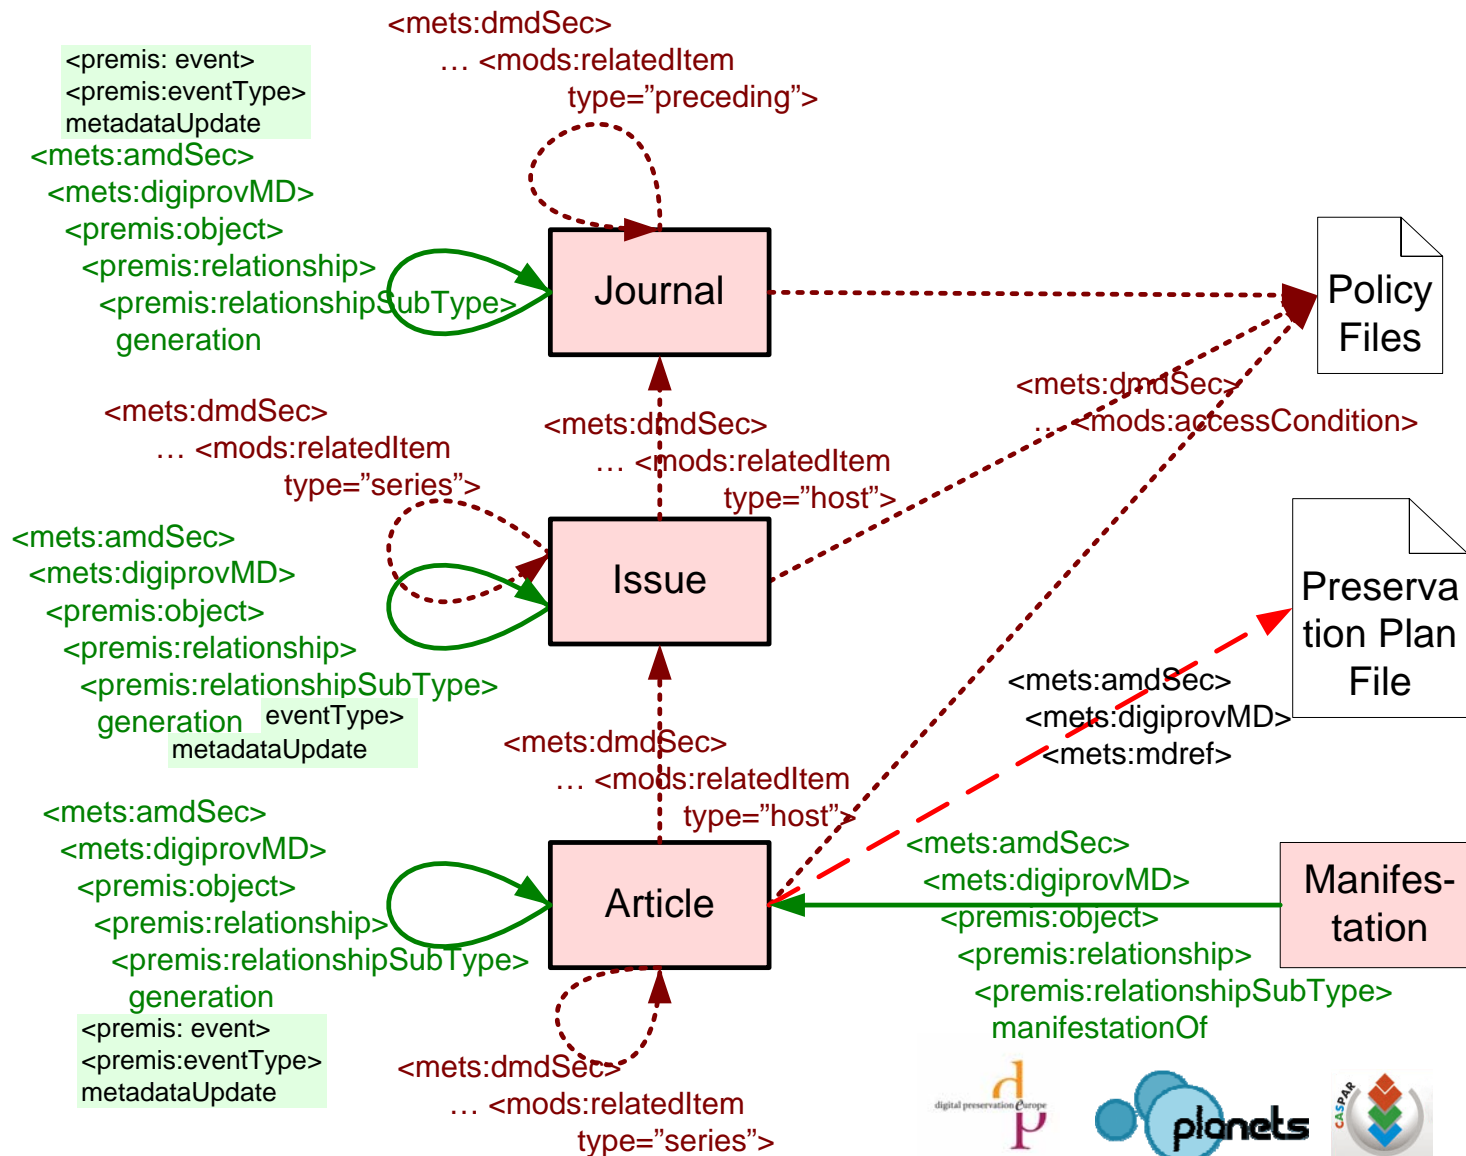 <mets:dmdSec>
… <mods:relatedItem
type=”preceding”>
<premis: event>
<premis:eventType>
metadataUpdate
<mets:amdSec>
<mets:digiprovMD>
<premis:object>
<premis:relationship>
<premis:relationshipSubType>
generation
Journal
Policy
Files
<mets:dmdSec>
… <mods:accessCondition>
<mets:dmdSec>
… <mods:relatedItem
type=”series”>
<mets:dmdSec>
… <mods:relatedItem
type=”host”>
<mets:amdSec>
<mets:digiprovMD>
<premis:object>
<premis:relationship>
<premis:relationshipSubType>
generation
eventType>
metadataUpdate
Issue
Preserva
tion Plan
File
<mets:amdSec>
<mets:digiprovMD>
<mets:mdref>
<mets:dmdSec>
… <mods:relatedItem
type=”host”>
<mets:amdSec>
<mets:digiprovMD>
<premis:object>
<premis:relationship>
<premis:relationshipSubType>
generation
<premis: event>
<premis:eventType>
metadataUpdate
Article
<mets:amdSec>
<mets:digiprovMD>
<premis:object>
<premis:relationship>
<premis:relationshipSubType>
manifestationOf
Manifes-
tation
<mets:dmdSec>
… <mods:relatedItem
type=”series”>
digital preservation europe
planets
CASPAR